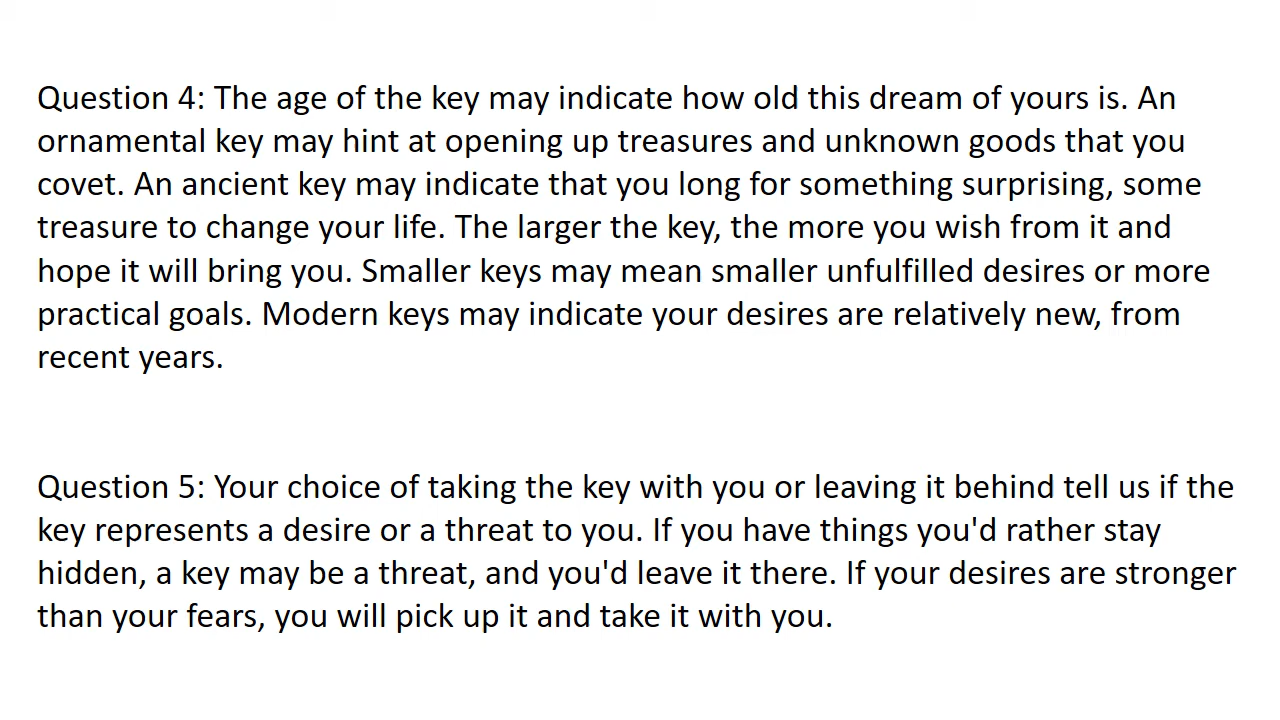 Question 4: The age of the key may indicate how old this dream of yours is. An
ornamental key may hint at opening up treasures and unknown goods that you
covet. An ancient key may indicate that you long for something surprising, some
treasure to change your life. The larger the key, the more you wish from it and
hope it will bring you. Smaller keys may mean smaller unfulfilled desires or more
practical goals. Modern keys may indicate your desires are relatively new, from
recent years.
Question 5: Your choice of taking the key with you or leaving it behind tell us if the
key represents a desire or a threat to you. If you have things you'd rather stay
hidden, a key may be a threat, and you'd leave it there. If your desires are stronger
than your fears, you will pick up it and take it with you.